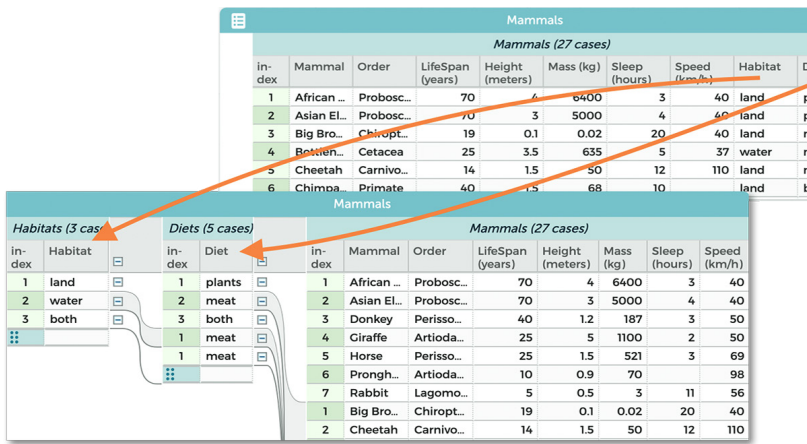 Mammals
Mammals (27 cases)
in-dex Mammal Order LifeSpan (years) Height (meters) Mass (kg) Sleep (hours) Speed (km/h) Habitat D
1 African ... Probosc... 70 4 6400 3 40 land p
2 Asian El... Probosc... 70 3 5000 4 40 land p
3 Big Bro... Chiropt... 19 0.1 0.02 20 40 land
4 Bottlen... Cetacea 25 3.5 635 5 37 water
5 Cheetah Carnivo... 14 1.5 50 12 110 land
6 Chimpa... Primate 40 1.5 68 10 land b
Mammals
Habitats (3 cases Diets (5 cases) Mammals (27 cases)
in-dex Habitat in-dex Diet in-dex Mammal Order LifeSpan (years) Height (meters) Mass (kg) Sleep (hours) Speed (km/h)
1 land 1 plants 1 African ... Probosc... 70 4 6400 3 40
2 water 2 meat 2 Asian El... Probosc... 70 3 5000 4 40
3 both 3 both 3 Donkey Perisso... 40 1.2 187 3 50
1 meat 4 Giraffe Artioda... 25 5 1100 2 50
1 meat 5 Horse Perisso... 25 1.5 521 3 69
6 Prongh... Artioda... 10 0.9 70 98
7 Rabbit Lagomo... 5 0.5 3 11 56
1 Big Bro... Chiropt... 19 0.1 0.02 20 40
2 Cheetah Carnivo... 14 1.5 50 12 110